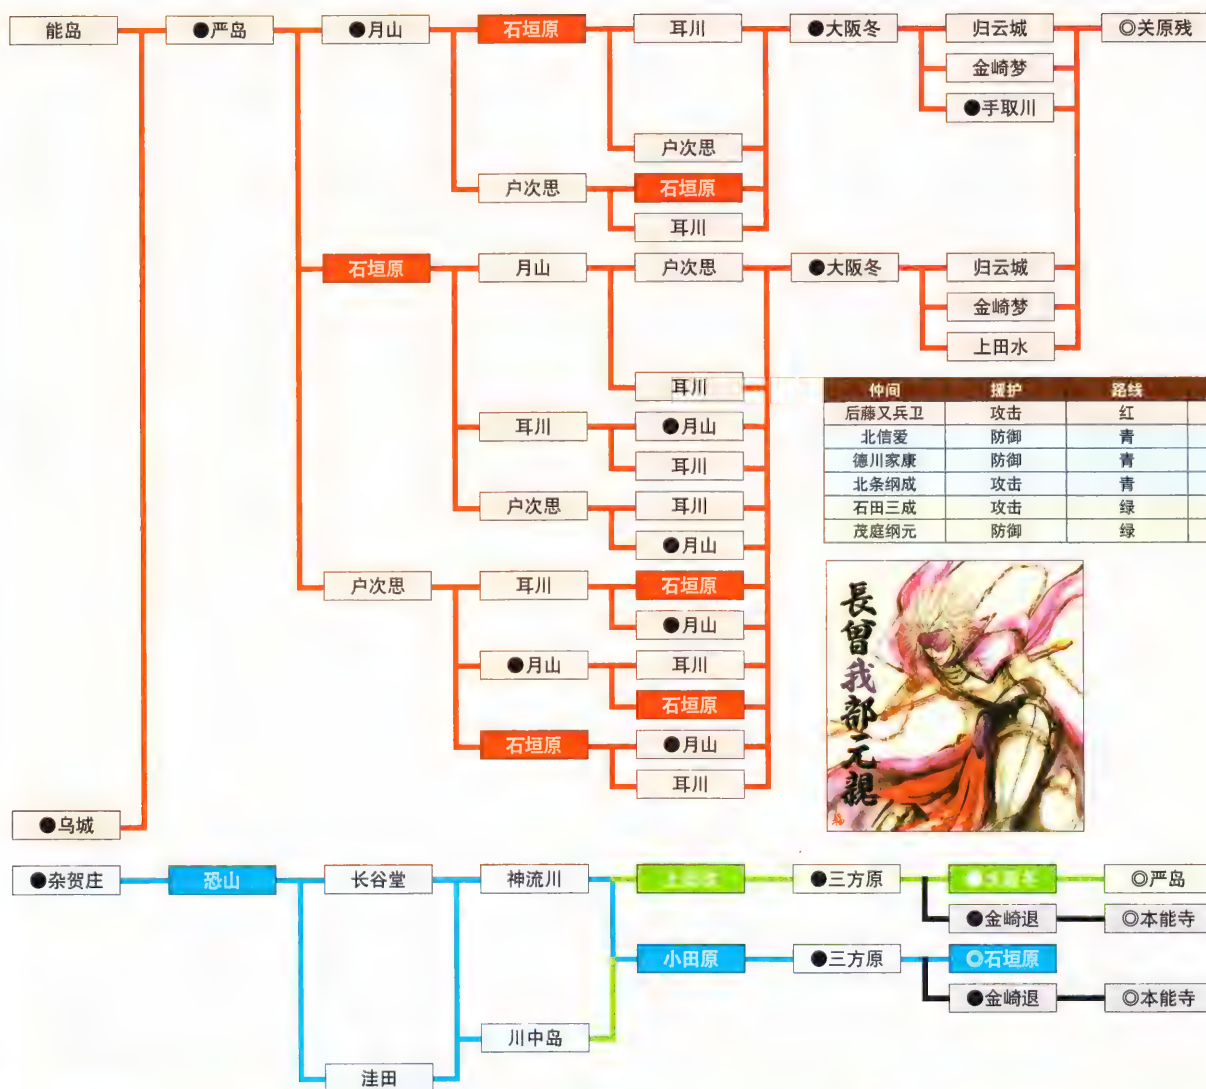 能岛 ●严岛 ●月山 石垣原 耳川 ●大阪冬 归云城 ◎关原残
金崎梦
●手取川
户次思
户次思 石垣原
耳川
石垣原 月山 户次思 ●大阪冬 归云城
金崎梦
上田水
耳川
耳川 ●月山
耳川
户次思 耳川
●月山
仲间 援护 路线
后藤又兵卫 攻击 红
北信爱 防御 青
德川家康 防御 青
北条纲成 攻击 青
石田三成 攻击 绿
茂庭纲元 防御 绿
户次思 耳川 石垣原
●月山
●月山 耳川
石垣原
石垣原 ●月山
耳川
長曾我部元親
●乌城
●杂贺庄 恐山 长谷堂 神流川 ●三方原 ◎严岛
●金崎退 ◎本能寺
小田原 ●三方原 ◎石垣原
●金崎退 ◎本能寺
川中岛
洼田